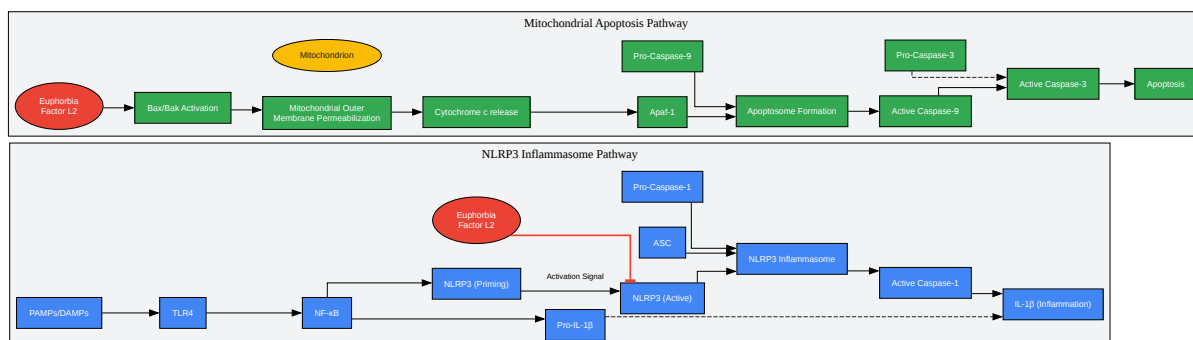 Mitochondrial Apoptosis Pathway
Mitochondrion
Pro-Caspase-9
Pro-Caspase-3
Euphorbia
Factor L2
Bax/Bak Activation
Mitochondrial Outer
Membrane Permeabilization
Cytochrome c release
Apaf-1
Apoptosome Formation
Active Caspase-9
Active Caspase-3
Apoptosis
NLRP3 Inflammasome Pathway
Pro-Caspase-1
Euphorbia
Factor L2
ASC
NLRP3 Inflammasome
Activation Signal
NLRP3 (Priming)
NLRP3 (Active)
Active Caspase-1
PAMPs/DAMPs
TLR4
NF-κB
Pro-IL-1β
IL-1β (Inflammation)